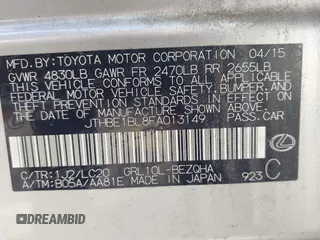 MFD. BY: TOYOTA MOTOR CORPORATION 04/15
GVWR 4830LB GAWR FR 2470LB RR 2655LB
THIS VEHICLE CONFORMS TO ALL APPLICABLE
FEDERAL MOTOR VEHICLE SAFETY, BUMPER, AND
THEFT PREVENTION STANDARDS IN EFFECT ON
THE DATE OF MANUFACTURE SHOWN ABOVE.
JTHBE1BL8FA013149 PASS.CAR
C/TR:1J2/LC20 GRL10L-BEZQHA C
A/TM:B05A/AA81E MADE IN JAPAN 923
DCARSOLD.COM